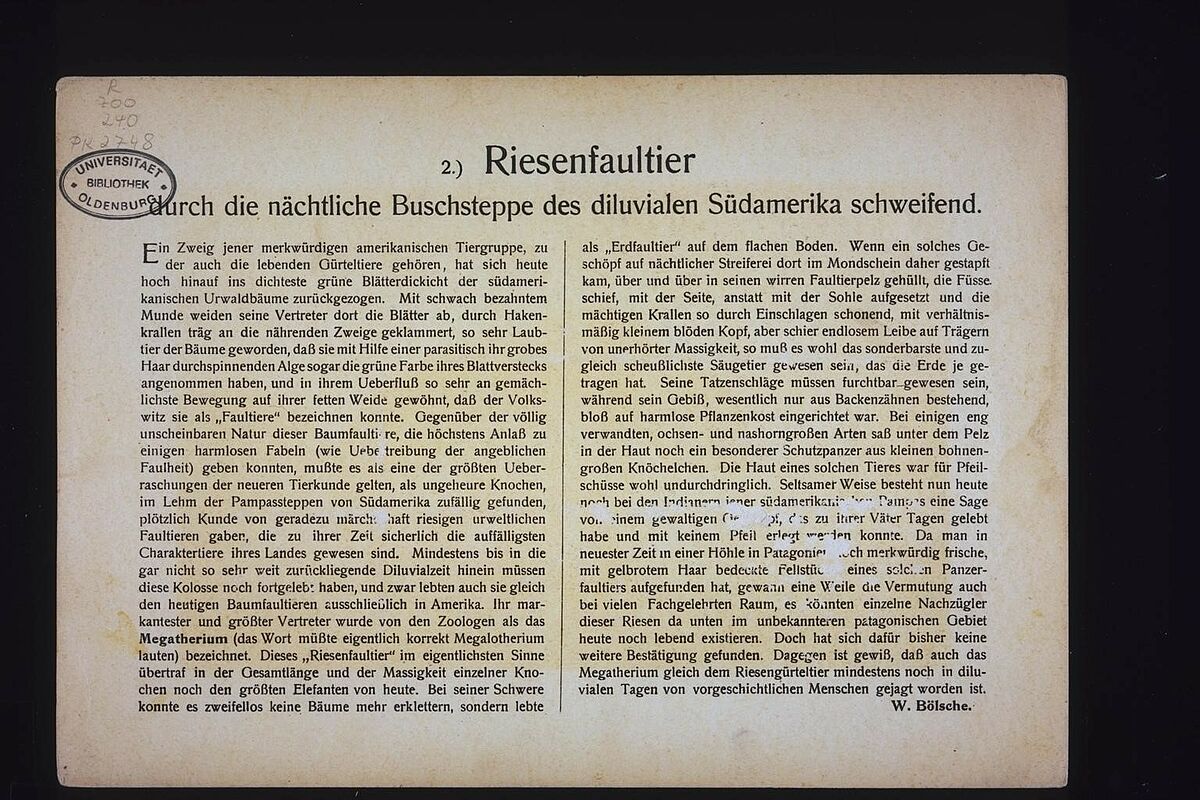 R
200
240
PK 2748
UNIVERSITAET
BIBLIOTHEK
OLDENBURG
2.) Riesenfaultier
durch die nächtliche Buschsteppe des diluvialen Südamerika schweifend.
Ein Zweig jener merkwürdigen amerikanischen Tiergruppe, zu
der auch die lebenden Gürteltiere gehören, hat sich heute
hoch hinauf ins dichteste grüne Blätterdickicht der südameri-
kanischen Urwaldbäume zurückgezogen. Mit schwach bezahntem
Munde weiden seine Vertreter dort die Blätter ab, durch Haken-
krallen träg an die nährenden Zweige geklammert, so sehr Laub-
tier der Bäume geworden, daß sie mit Hilfe einer parasitisch ihr grobes
Haar durchspinnenden Alge sogar die grüne Farbe ihres Blattverstecks
angenommen haben, und in ihrem Ueberfluß so sehr an gemäch-
lichste Bewegung auf ihrer fetten Weide gewöhnt, daß der Volks-
witz sie als „Faultiere" bezeichnen konnte. Gegenüber der völlig
unscheinbaren Natur dieser Baumfaultiere, die höchstens Anlaß zu
einigen harmlosen Fabeln (wie Uebertreibung der angeblichen
Faulheit) geben konnten, mußte es als eine der größten Ueber-
raschungen der neueren Tierkunde gelten, als ungeheure Knochen,
im Lehm der Pampassteppen von Südamerika zufällig gefunden,
plötzlich Kunde von geradezu märchenhaft riesigen urweltlichen
Faultieren gaben, die zu ihrer Zeit sicherlich die auffälligsten
Charaktertiere ihres Landes gewesen sind. Mindestens bis in die
gar nicht so sehr weit zurückliegende Diluvialzeit hinein müssen
diese Kolosse noch fortgelebt haben, und zwar lebten auch sie gleich
den heutigen Baumfaultieren ausschließlich in Amerika. Ihr mar-
kantester und größter Vertreter wurde von den Zoologen als das
Megatherium (das Wort müßte eigentlich korrekt Megalotherium
lauten) bezeichnet. Dieses „Riesenfaultier" im eigentlichsten Sinne
übertraf in der Gesamtlänge und der Massigkeit einzelner Kno-
chen noch den größten Elefanten von heute. Bei seiner Schwere
konnte es zweifellos keine Bäume mehr erklettern, sondern lebte
als „Erdfaultier" auf dem flachen Boden. Wenn ein solches Ge-
schöpf auf nächtlicher Streiferei dort im Mondschein daher gestapft
kam, über und über in seinen wirren Faultierpelz gehüllt, die Füsse
schief, mit der Seite, anstatt mit der Sohle aufgesetzt und die
mächtigen Krallen so durch Einschlagen schonend, mit verhältnis-
mäßig kleinem blöden Kopf, aber schier endlosem Leibe auf Trägern
von unerhörter Massigkeit, so muß es wohl das sonderbarste und zu-
gleich scheußlichste Säugetier gewesen sein, das die Erde je ge-
tragen hat. Seine Tatzenschläge müssen furchtbar gewesen sein,
während sein Gebiß, wesentlich nur aus Backenzähnen bestehend,
bloß auf harmlose Pflanzenkost eingerichtet war. Bei einigen eng
verwandten, ochsen- und nashorngroßen Arten saß unter dem Pelz
in der Haut noch ein besonderer Schutzpanzer aus kleinen bohnen-
großen Knöchelchen. Die Haut eines solchen Tieres war für Pfeil-
schüsse wohl undurchdringlich. Seltsamer Weise besteht nun heute
noch bei den Indianern jener südamerikanischen Pampas eine Sage
von einem gewaltigen Geschöpf, das zu ihrer Väter Tagen gelebt
habe und mit keinem Pfeil erlegt werden konnte. Da man in
neuester Zeit in einer Höhle in Patagonien noch merkwürdig frische,
mit gelbrotem Haar bedeckte Fellstücke eines solchen Panzer-
faultiers aufgefunden hat, gewann eine Weile die Vermutung auch
bei vielen Fachgelehrten Raum, es könnten einzelne Nachzügler
dieser Riesen da unten im unbekannteren patagonischen Gebiet
heute noch lebend existieren. Doch hat sich dafür bisher keine
weitere Bestätigung gefunden. Dagegen ist gewiß, daß auch das
Megatherium gleich dem Riesengürteltier mindestens noch in dilu-
vialen Tagen von vorgeschichtlichen Menschen gejagt worden ist.
W. Bölsche.